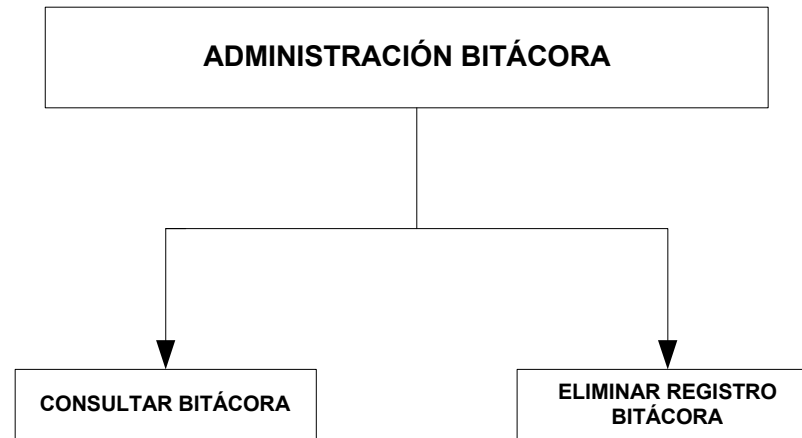 ADMINISTRACIÓN BITÁCORA
CONSULTAR BITÁCORA
ELIMINAR REGISTRO
BITÁCORA